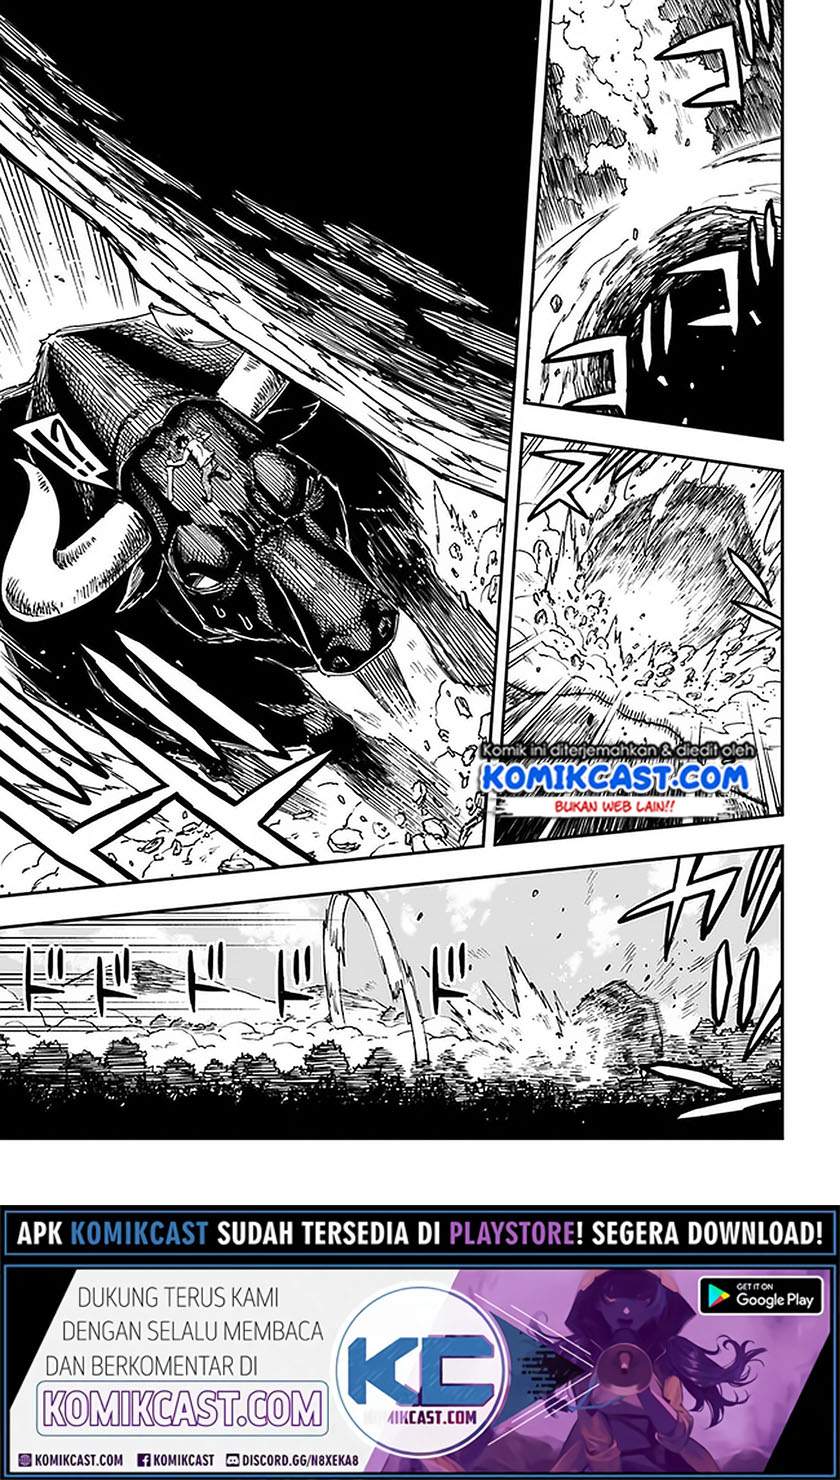 !?
Komik ini diterjemahkan & diedit oleh
KOMIKCAST.COM
BUKAN WEB LAIN!!
ド ド ド ド ド
APK KOMIKCAST SUDAH TERSEDIA DI PLAYSTORE! SEGERA DOWNLOAD!
DUKUNG TERUS KAMI
DENGAN SELALU MEMBACA
DAN BERKOMENTAR DI
KOMIKCAST.COM
KOMIKCAST.COM
KOMIKCAST
DISCORD.GG/N8XEKA8
KC
KOMIKCAST.COM
GET IT ON
Google Play